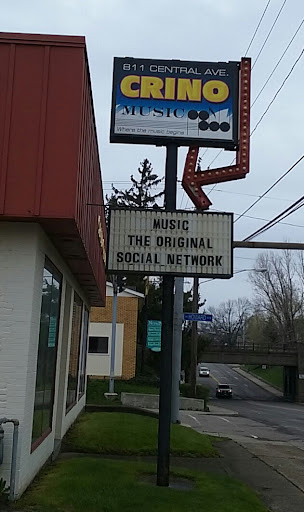 811 CENTRAL AVE.
CRINO
MUSIC
Where the music begins
MUSIC
THE ORIGINAL
SOCIAL NETWORK